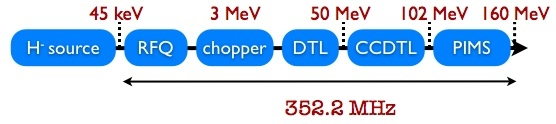 45 keV 3 MeV 50 MeV 102 MeV 160 MeV
H- source RFQ chopper DTL CCDTL PIMS
352.2 MHz